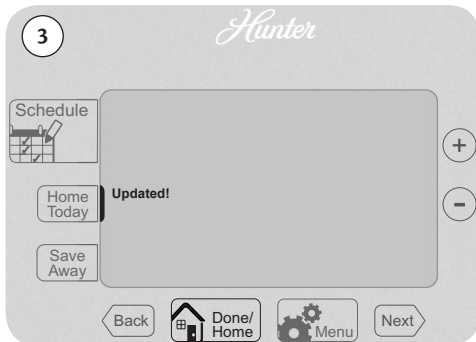 3
Hunter
Schedule
Home
Today
Updated!
Save
Away
+
-
Back
Done/
Home
Menu
Next